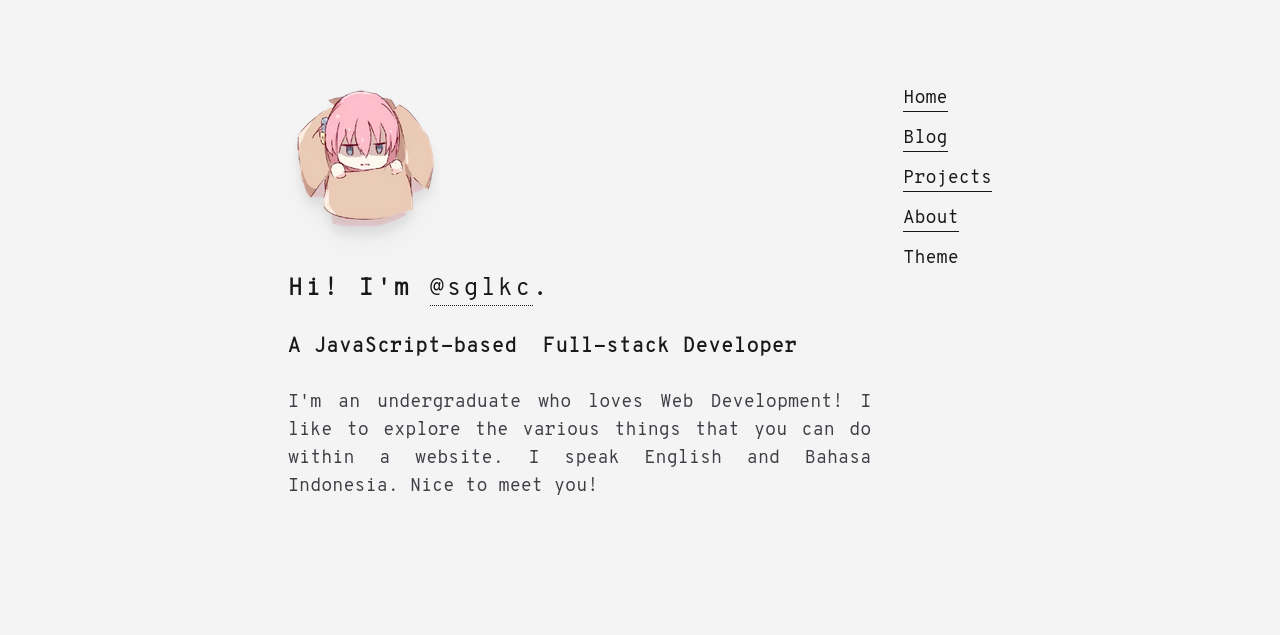 Home
Blog
Projects
About
Theme
Hi! I'm @sglkc.
A JavaScript-based  Full-stack Developer
I'm an undergraduate who loves Web Development! I
like to explore the various things that you can do
within a website. I speak English and Bahasa
Indonesia. Nice to meet you!